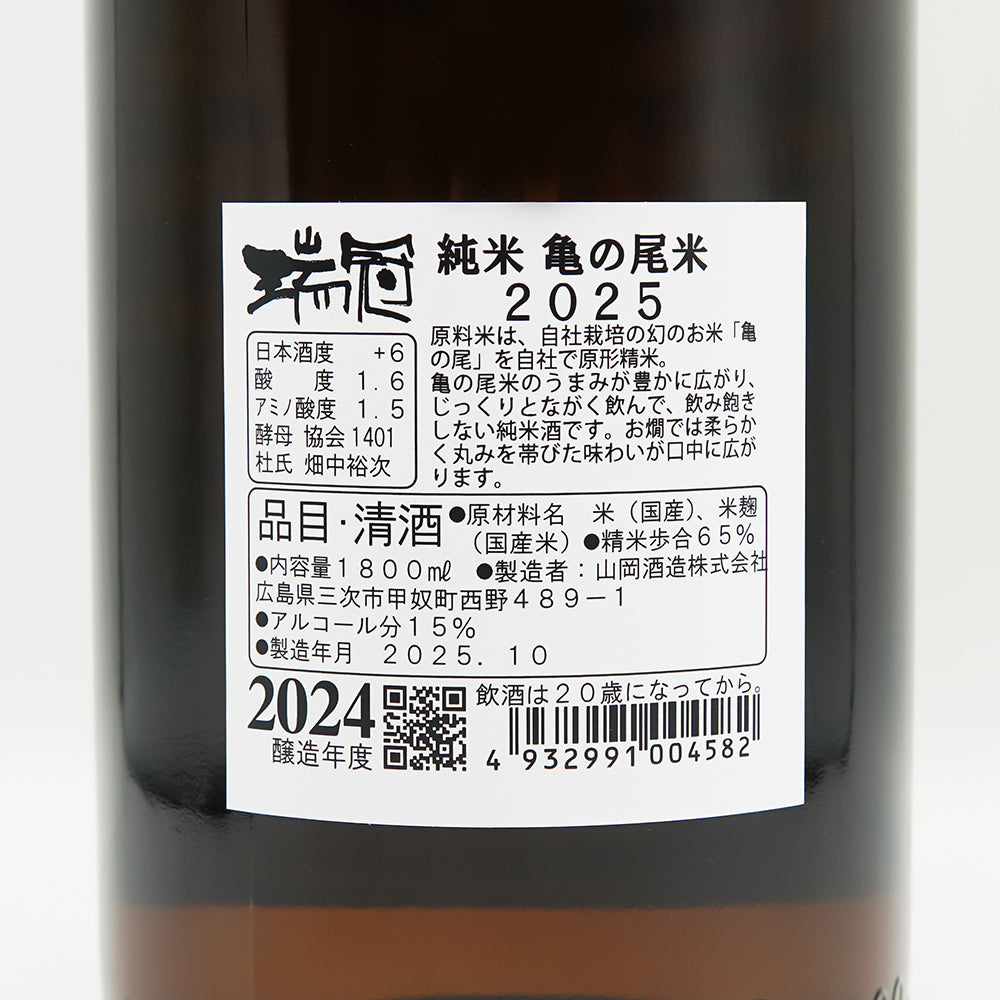 瑞冠
純米 亀の尾米
2025
原料米は、自社栽培の幻のお米「亀
の尾」を自社で原形精米。
亀の尾米のうまみが豊かに広がり、
じっくりとながく飲んで、飲み飽き
しない純米酒です。お燗では柔らか
く丸みを帯びた味わいが口中に広が
ります。
日本酒度 +6
酸度 1.6
アミノ酸度 1.5
酵母 協会1401
杜氏 畑中裕次
品目・清酒 ●原材料名 米（国産）、米麹
（国産米）●精米歩合65%
●内容量1800㎖ ●製造者：山岡酒造株式会社
広島県三次市甲奴町西野489－1
●アルコール分15%
●製造年月 2025.10
2024
醸造年度
飲酒は20歳になってから。
4 932991 004582